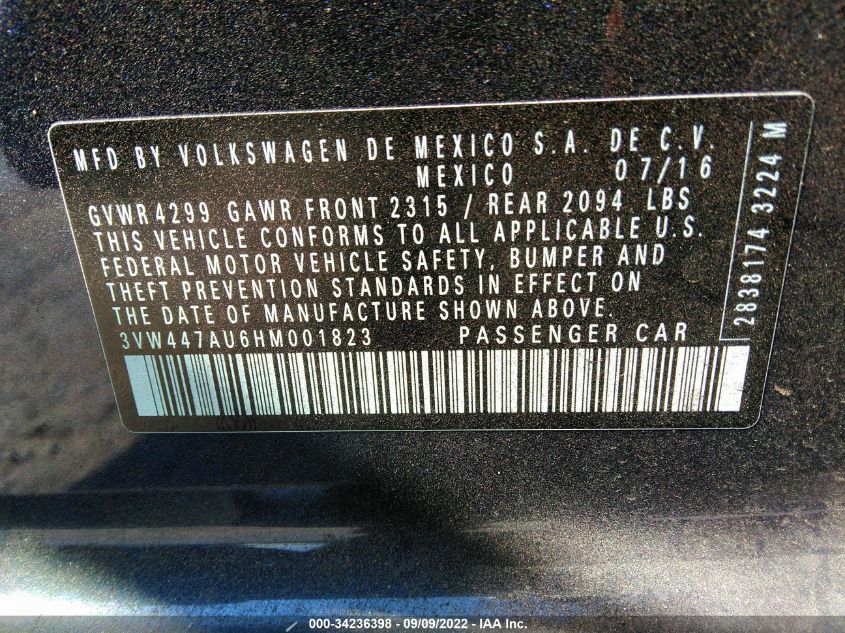 MFD BY VOLKSWAGEN DE MEXICO S.A. DE C.V.
MEXICO 07/16
GVWR4299 GAWR FRONT 2315 / REAR 2094 LBS
THIS VEHICLE CONFORMS TO ALL APPLICABLE U.S.
FEDERAL MOTOR VEHICLE SAFETY, BUMPER AND
THEFT PREVENTION STANDARDS IN EFFECT ON
THE DATE OF MANUFACTURE SHOWN ABOVE.
3VW447AU6HM001823 PASSENGER CAR
2838174 3224 M
000-34236398 - 09/09/2022 - IAA Inc.